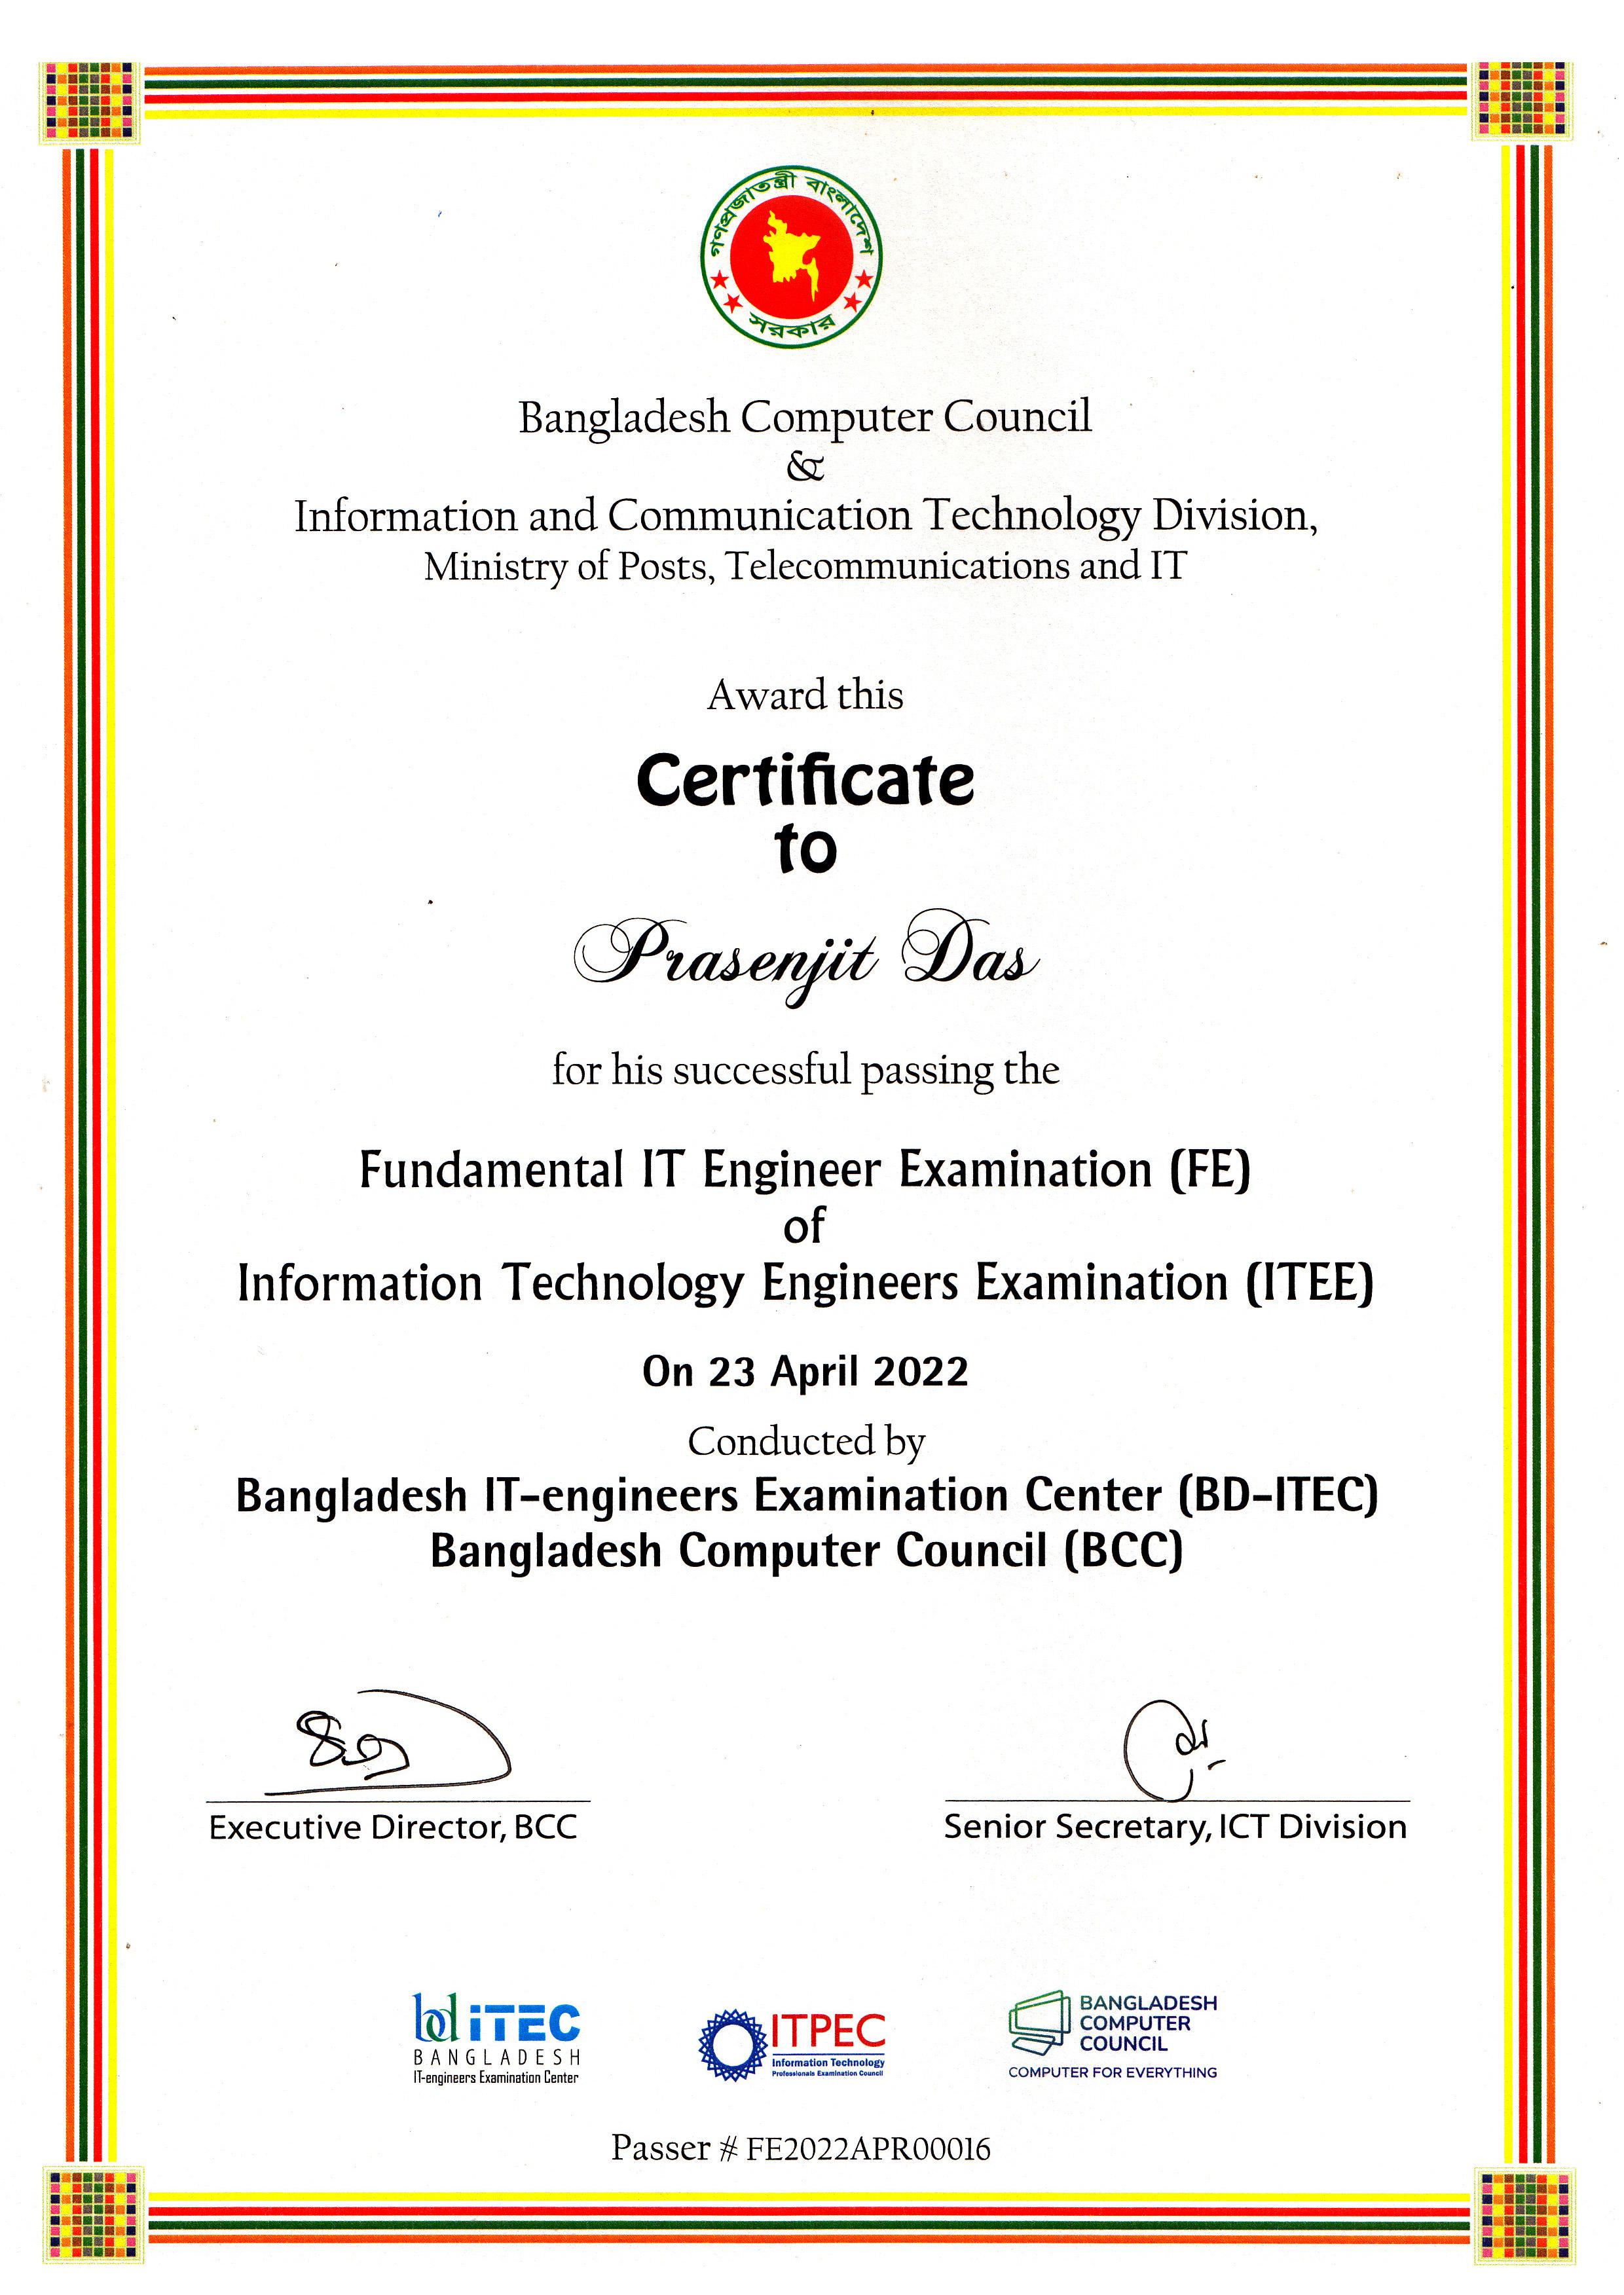 গণপ্রজাতন্ত্রী বাংলাদেশ
সরকার
Bangladesh Computer Council
&
Information and Communication Technology Division,
Ministry of Posts, Telecommunications and IT
Award this
Certificate
to
Prasenjit Das
for his successful passing the
Fundamental IT Engineer Examination (FE)
of
Information Technology Engineers Examination (ITEE)
On 23 April 2022
Conducted by
Bangladesh IT-engineers Examination Center (BD-ITEC)
Bangladesh Computer Council (BCC)
Executive Director, BCC
Senior Secretary, ICT Division
bd iTEC
BANGLADESH
IT-engineers Examination Center
ITPEC
Information Technology
Professionals Examination Council
BANGLADESH
COMPUTER
COUNCIL
COMPUTER FOR EVERYTHING
Passer # FE2022APR00016